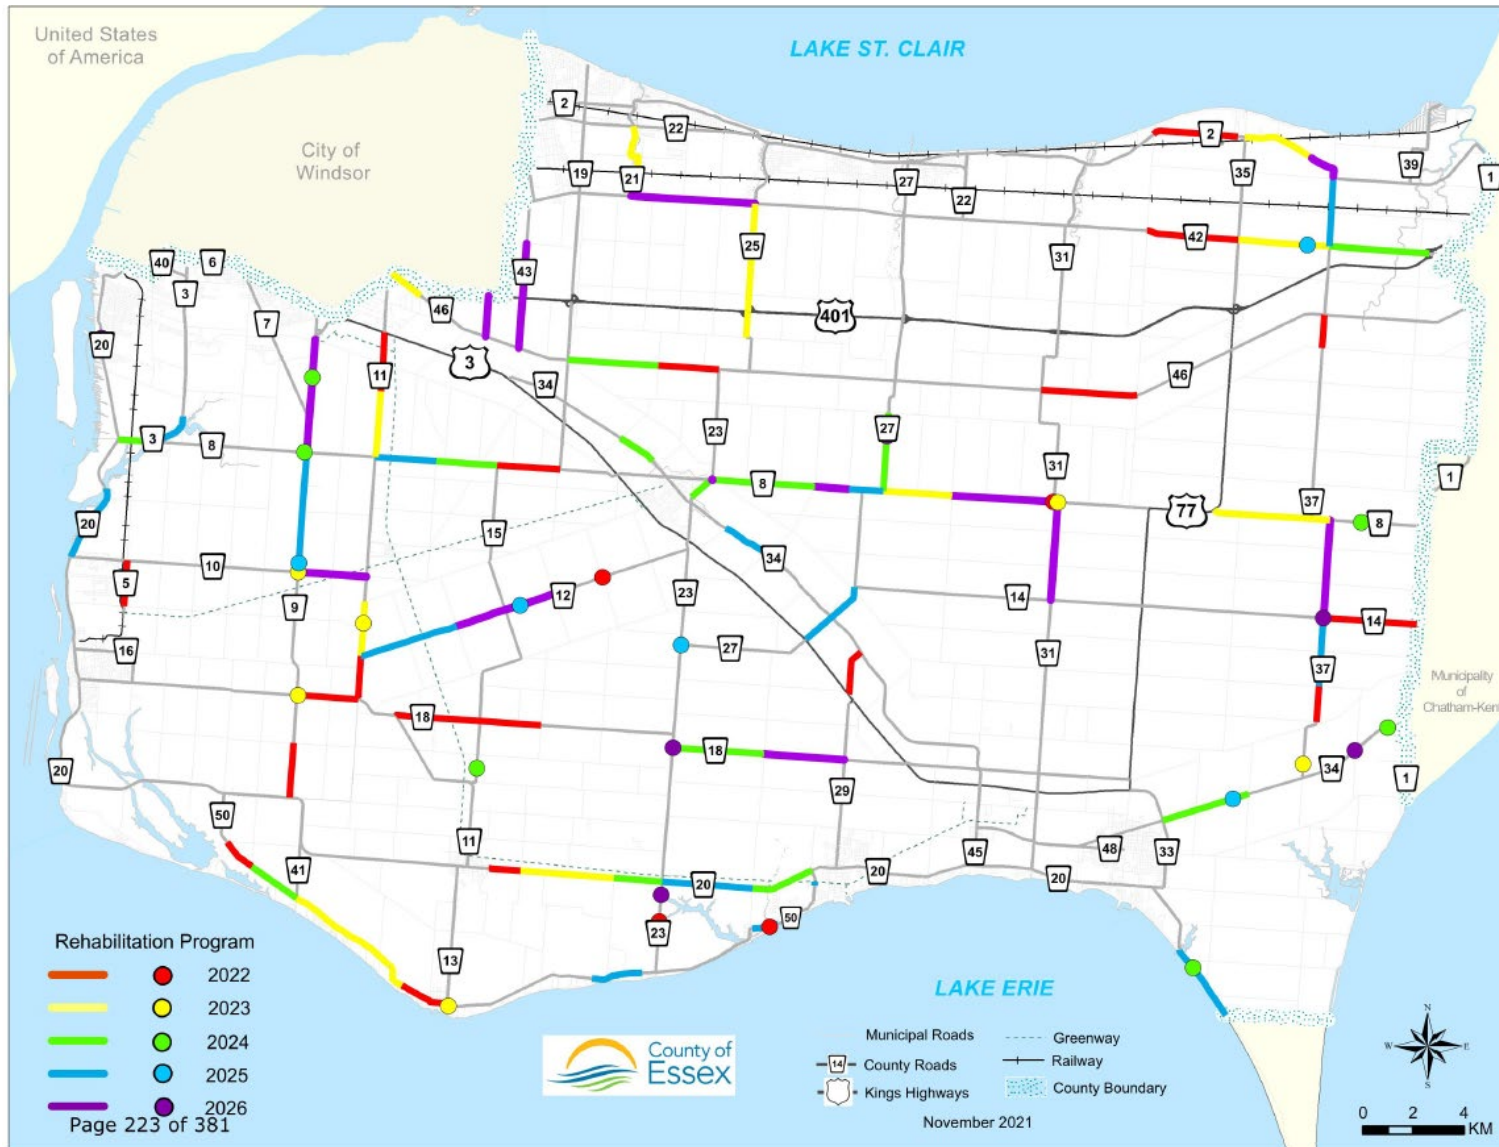 United States
of America
LAKE ST. CLAIR
City of
Windsor
2
22
2
19
21
27
22
35
39
1
42
25
31
40
6
43
3
46
7
401
20
3
11
34
46
23
27
3
8
31
8
1
77
37
8
20
15
34
10
5
12
14
9
23
14
16
27
31
37
Municipality
of
Chatham-Kent
18
18
34
20
1
29
50
11
48
33
45
41
20
20
20
50
23
13
Rehabilitation Program
2022
2023
2024
2025
2026
Page 223 of 381
County of
Essex
LAKE ERIE
Municipal Roads
14 County Roads
Kings Highways
Greenway
Railway
County Boundary
November 2021
N
W E
S
0 2 4
KM